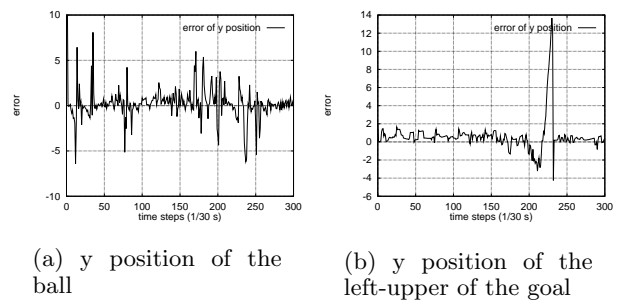 error of y position
10
5
0
-5
-10
error
0 50 100 150 200 250 300
time steps (1/30 s)
(a) y position of the
ball
error of y position
14
12
10
8
6
4
2
0
-2
-4
-6
error
0 50 100 150 200 250 300
time steps (1/30 s)
(b) y position of the
left-upper of the goal